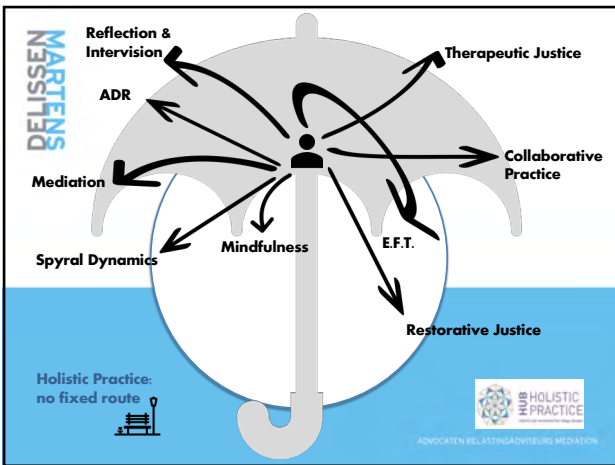 DELISSEN
MARTENS
Reflection &
Intervision
Therapeutic Justice
ADR
Collaborative
Practice
Mediation
Mindfulness
E.F.T.
Spyral Dynamics
Restorative Justice
Holistic Practice:
no fixed route
HUB HOLISTIC
PRACTICE
ADVOCATEN BELASTINGADVISEURS MEDIATION